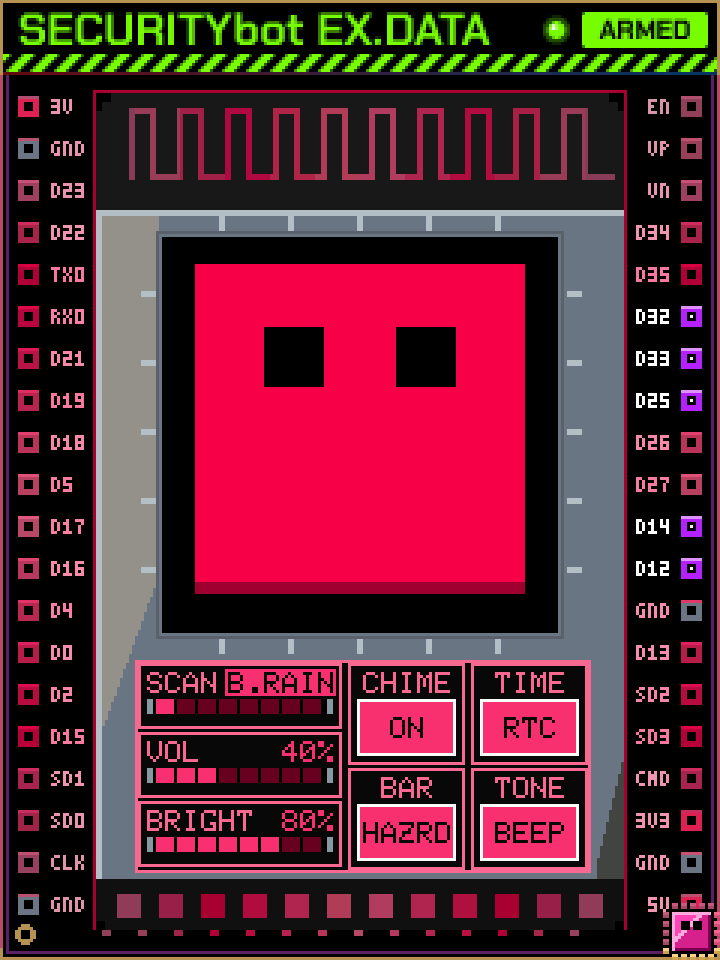 SECURITYbot EX.DATA ARMED
3V EN
GND VP
D23 VN
D22 D34
TX0 D35
RX0 D32
D21 D33
D19 D25
D18 D26
D5 D27
D17 D14
D16 D12
D4 GND
D0 D13
D2 SD2
D15 SD3
SD1 CMD
SD0 3V3
CLK GND
GND 5V
SCAN B.RAIN
VOL 40%
BRIGHT 80%
CHIME
ON
TIME
RTC
BAR
HAZRD
TONE
BEEP